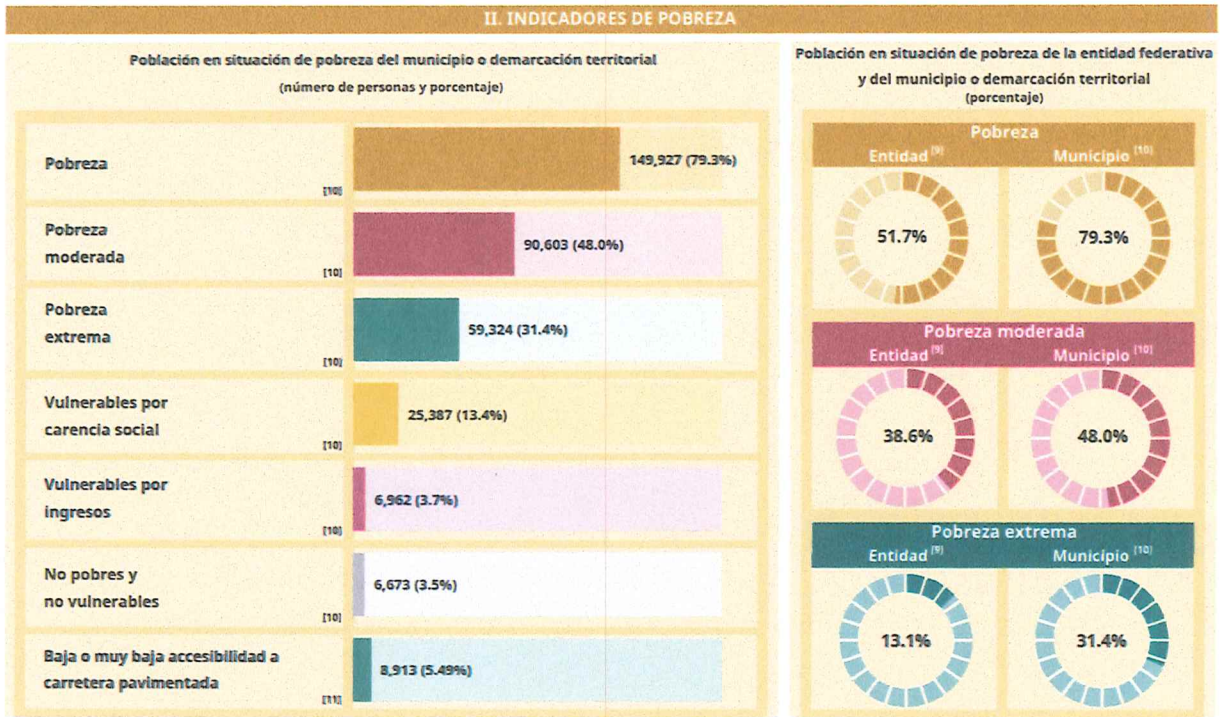 II. INDICADORES DE POBREZA
Población en situación de pobreza del municipio o demarcación territorial
(número de personas y porcentaje)
Pobreza
[10]
149,927 (79.3%)
Pobreza
moderada
[10]
90,603 (48.0%)
Pobreza
extrema
[10]
59,324 (31.4%)
Vulnerables por
carencia social
[10]
25,387 (13.4%)
Vulnerables por
ingresos
[10]
6,962 (3.7%)
No pobres y
no vulnerables
[10]
6,673 (3.5%)
Baja o muy baja accesibilidad a
carretera pavimentada
[11]
8,913 (5.49%)
Población en situación de pobreza de la entidad federativa
y del municipio o demarcación territorial
(porcentaje)
Pobreza
Entidad [9] Municipio [10]
51.7% 79.3%
Pobreza moderada
Entidad [9] Municipio [10]
38.6% 48.0%
Pobreza extrema
Entidad [9] Municipio [10]
13.1% 31.4%